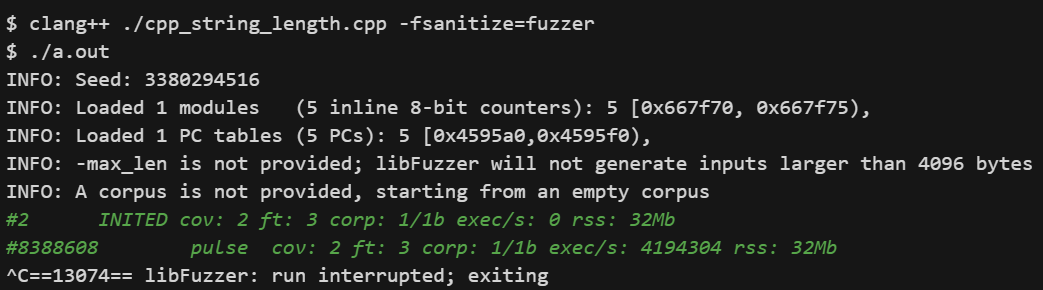 $ clang++ ./cpp_string_length.cpp -fsanitize=fuzzer
$ ./a.out
INFO: Seed: 3380294516
INFO: Loaded 1 modules   (5 inline 8-bit counters): 5 [0x667f70, 0x667f75),
INFO: Loaded 1 PC tables (5 PCs): 5 [0x4595a0,0x4595f0),
INFO: -max_len is not provided; libFuzzer will not generate inputs larger than 4096 bytes
INFO: A corpus is not provided, starting from an empty corpus
#2      INITED cov: 2 ft: 3 corp: 1/1b exec/s: 0 rss: 32Mb
#8388608        pulse  cov: 2 ft: 3 corp: 1/1b exec/s: 4194304 rss: 32Mb
^C==13074== libFuzzer: run interrupted; exiting